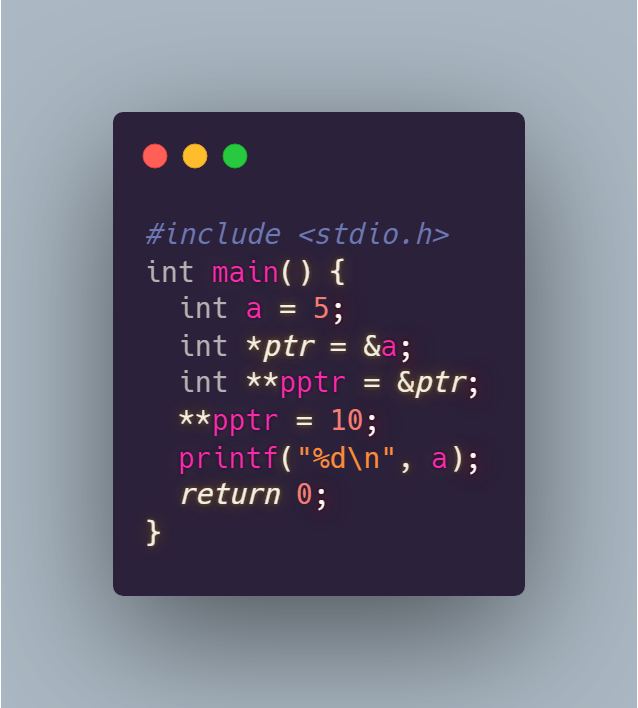 #include <stdio.h>
int main() {
  int a = 5;
  int *ptr = &a;
  int **pptr = &ptr;
  **pptr = 10;
  printf("%d\n", a);
  return 0;
}